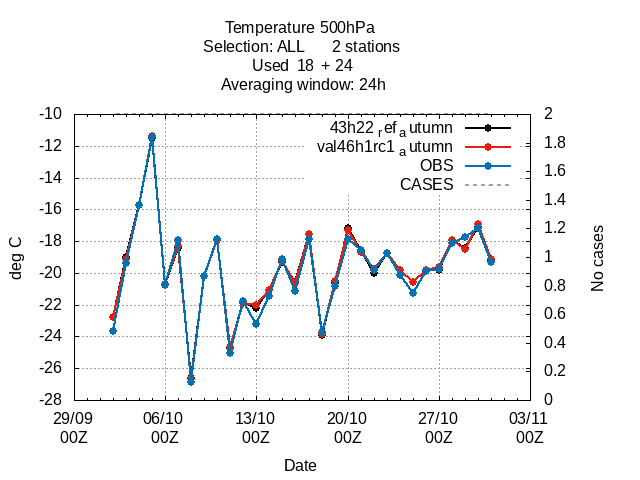 Temperature 500hPa
Selection: ALL 2 stations
Used 18 + 24
Averaging window: 24h
43h22 ref a utumn
val46h1rc1 a utumn
OBS
CASES
deg C
-10
-12
-14
-16
-18
-20
-22
-24
-26
-28
No cases
2
1.8
1.6
1.4
1.2
1
0.8
0.6
0.4
0.2
0
29/09 06/10 13/10 20/10 27/10 03/11
00Z 00Z 00Z 00Z 00Z 00Z
Date